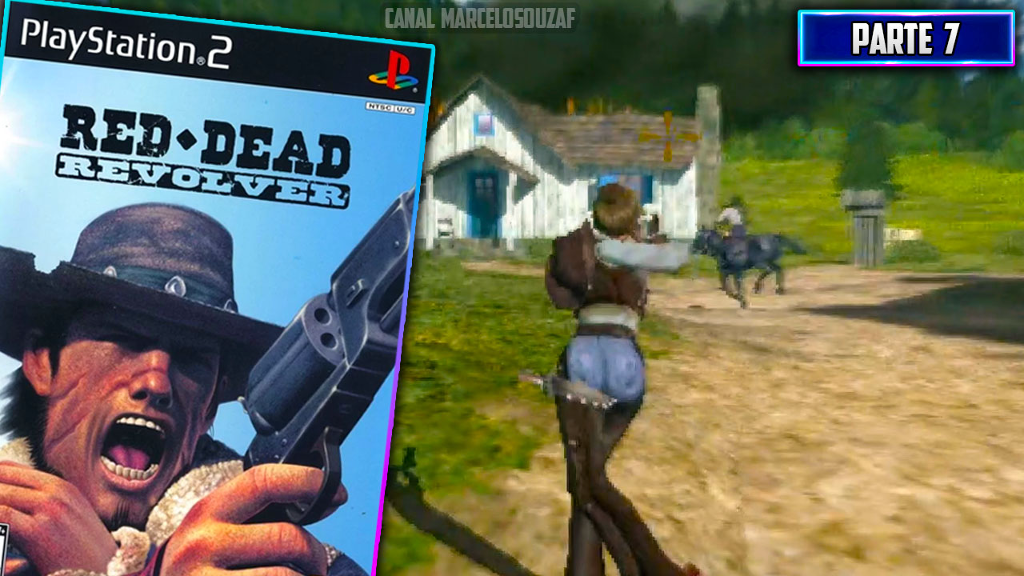 CANAL MARCELOSOUZAF
PARTE 7
PlayStation®2
NTSC U/C
RED◆DEAD
REVOLVER